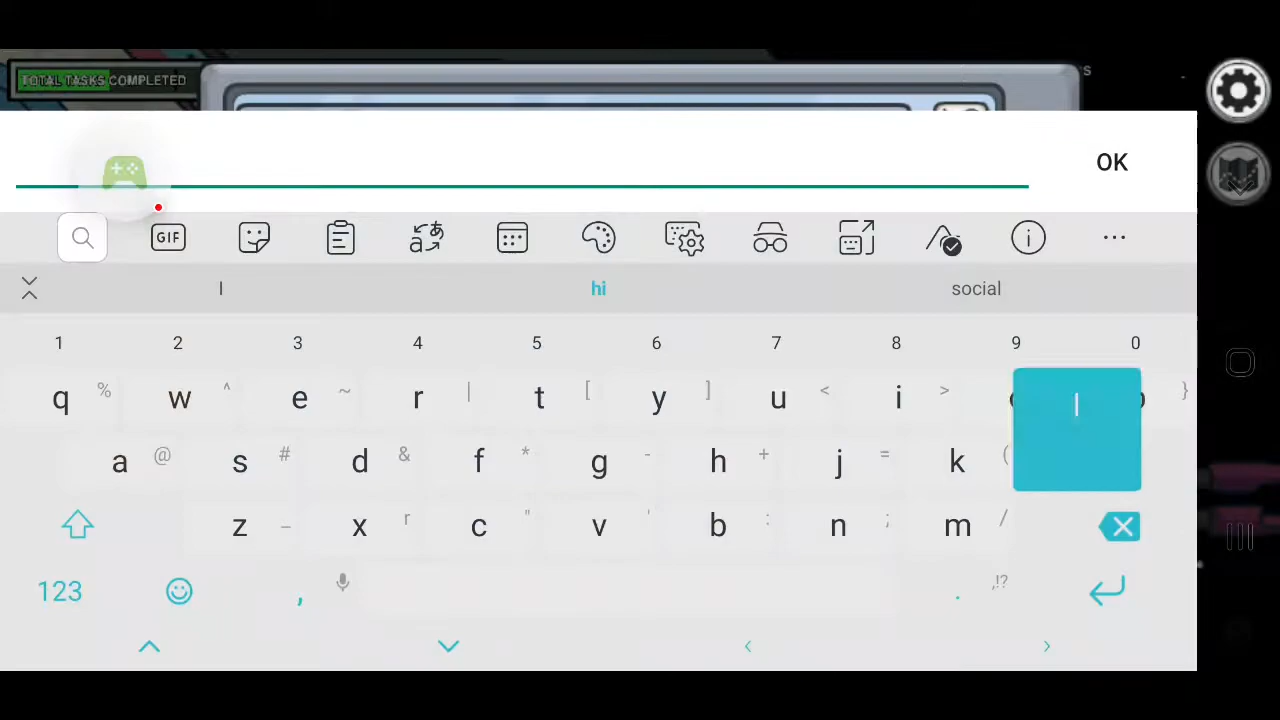 TOTAL TASKS COMPLETED
s
OK
GIF
l hi social
1 2 3 4 5 6 7 8 9 0
q % w ^ e ~ r | t [ y ] u < i > }
a @ s # d & f * g - h + j = k ( l
z _ x r c " v ' b : n ; m /
123 , . ,!?